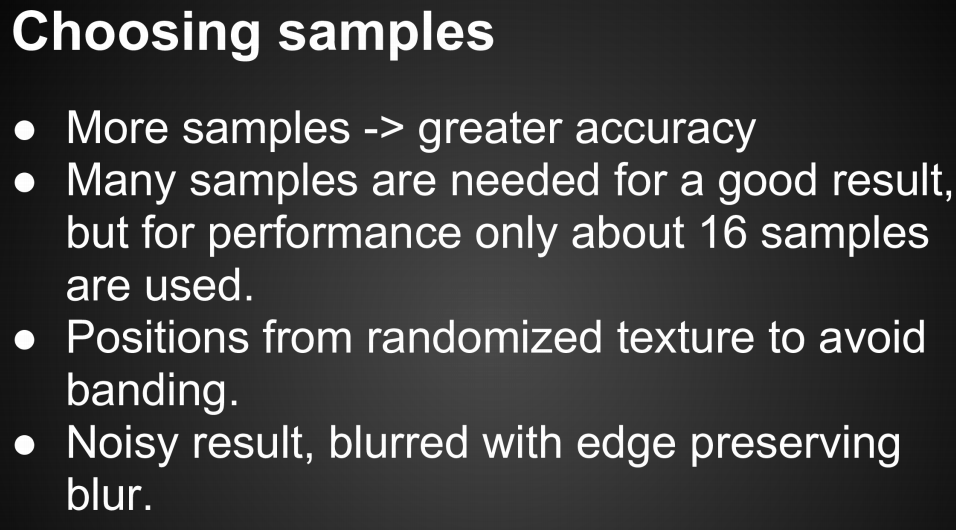 Choosing samples
● More samples -> greater accuracy
● Many samples are needed for a good result,
but for performance only about 16 samples
are used.
● Positions from randomized texture to avoid
banding.
● Noisy result, blurred with edge preserving
blur.